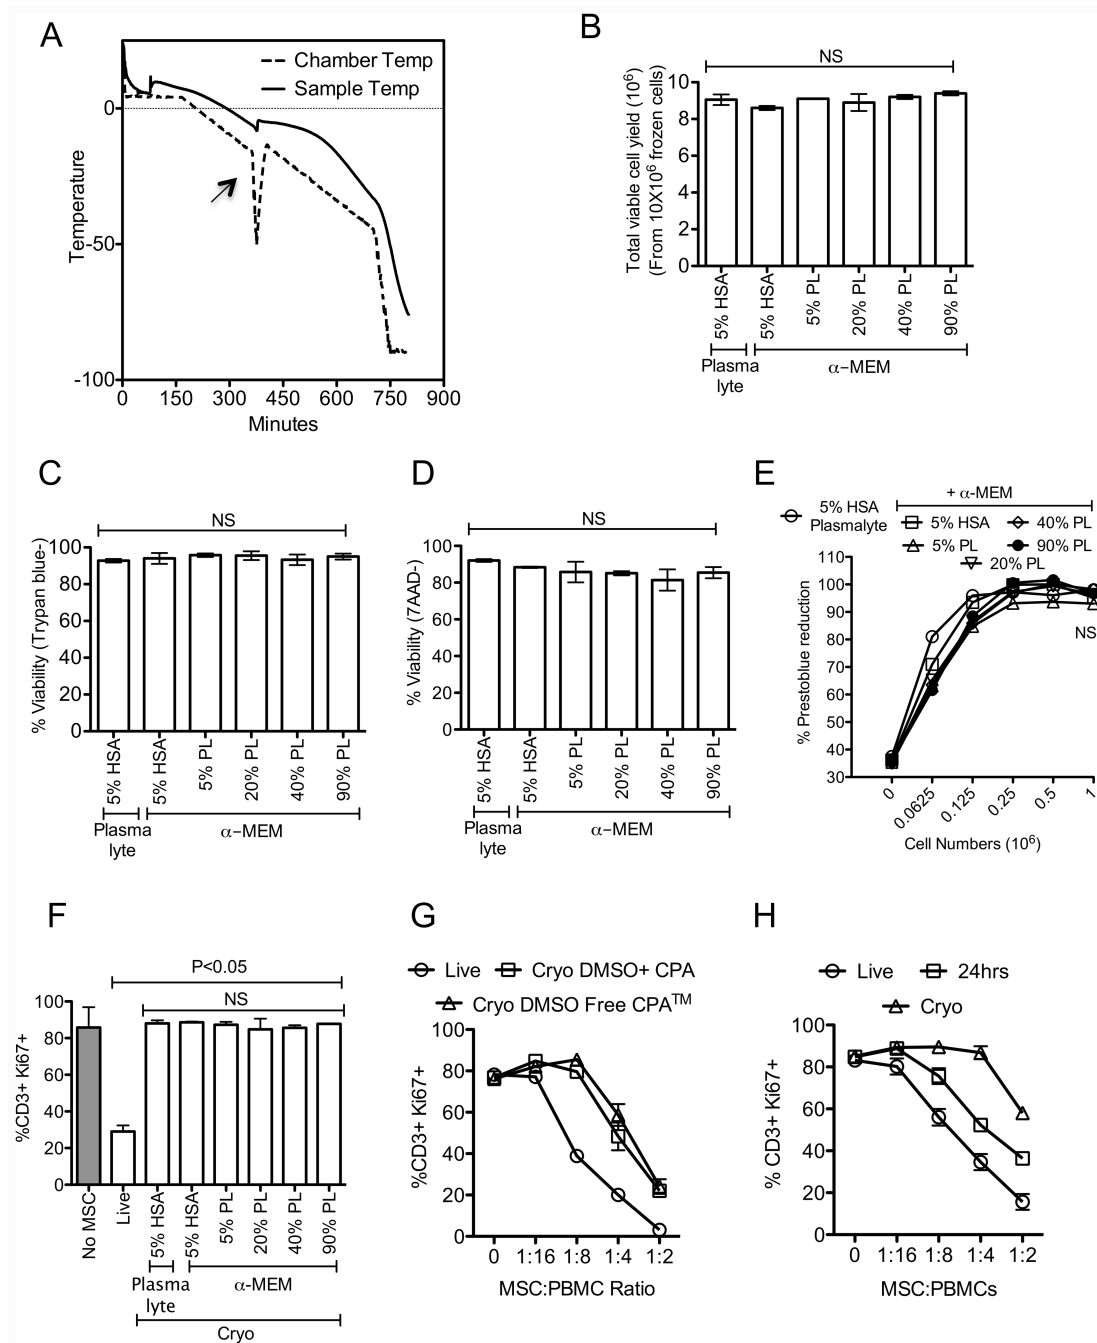 A
Chamber Temp
Sample Temp
0
-50
-100
Temperature
0 150 300 450 600 750 900
Minutes
B
NS
Total viable cell yield (10⁶)
(From 10X10⁶ frozen cells)
10
8
6
4
2
0
5% HSA
5% HSA
5% PL
20% PL
40% PL
90% PL
Plasma
lyte
α−MEM
C
NS
% Viability (Trypan blue-)
100
80
60
40
20
0
5% HSA
5% HSA
5% PL
20% PL
40% PL
90% PL
Plasma
lyte
α−MEM
D
NS
% Viability (7AAD-)
100
80
60
40
20
0
5% HSA
5% HSA
5% PL
20% PL
40% PL
90% PL
Plasma
lyte
α−MEM
E
+ α-MEM
5% HSA
Plasmalyte
5% HSA
40% PL
5% PL
90% PL
20% PL
% Prestoblue reduction
110
100
90
80
70
60
50
40
30
NS
0
0.0625
0.125
0.25
0.5
1
Cell Numbers (10⁶)
F
P<0.05
NS
%CD3+ Ki67+
100
80
60
40
20
0
No MSC
Live
5% HSA
5% HSA
5% PL
20% PL
40% PL
90% PL
Plasma
lyte
α-MEM
Cryo
G
Live
Cryo DMSO+ CPA
Cryo DMSO Free CPA™
%CD3+ Ki67+
100
80
60
40
20
0
0 1:16 1:8 1:4 1:2
MSC:PBMC Ratio
H
Live
24hrs
Cryo
% CD3+ Ki67+
100
80
60
40
20
0
0 1:16 1:8 1:4 1:2
MSC:PBMCs